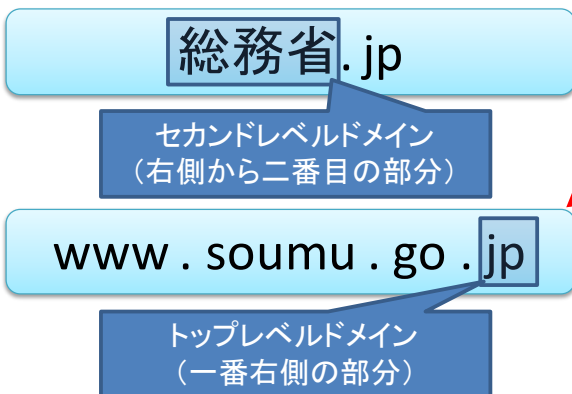 総務省. jp
セカンドレベルドメイン
（右側から二番目の部分）
www . soumu . go . jp
トップレベルドメイン
（一番右側の部分）